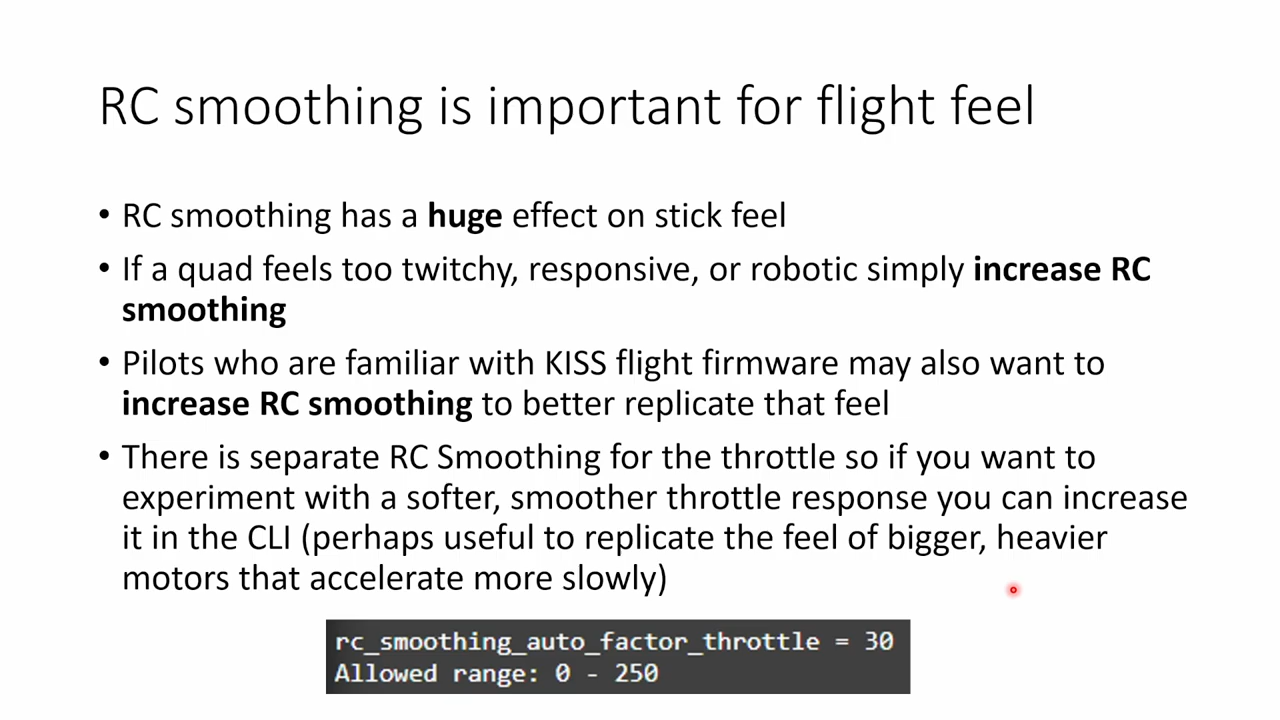 RC smoothing is important for flight feel
• RC smoothing has a huge effect on stick feel
• If a quad feels too twitchy, responsive, or robotic simply increase RC
smoothing
• Pilots who are familiar with KISS flight firmware may also want to
increase RC smoothing to better replicate that feel
• There is separate RC Smoothing for the throttle so if you want to
experiment with a softer, smoother throttle response you can increase
it in the CLI (perhaps useful to replicate the feel of bigger, heavier
motors that accelerate more slowly)
rc_smoothing_auto_factor_throttle = 30
Allowed range: 0 - 250